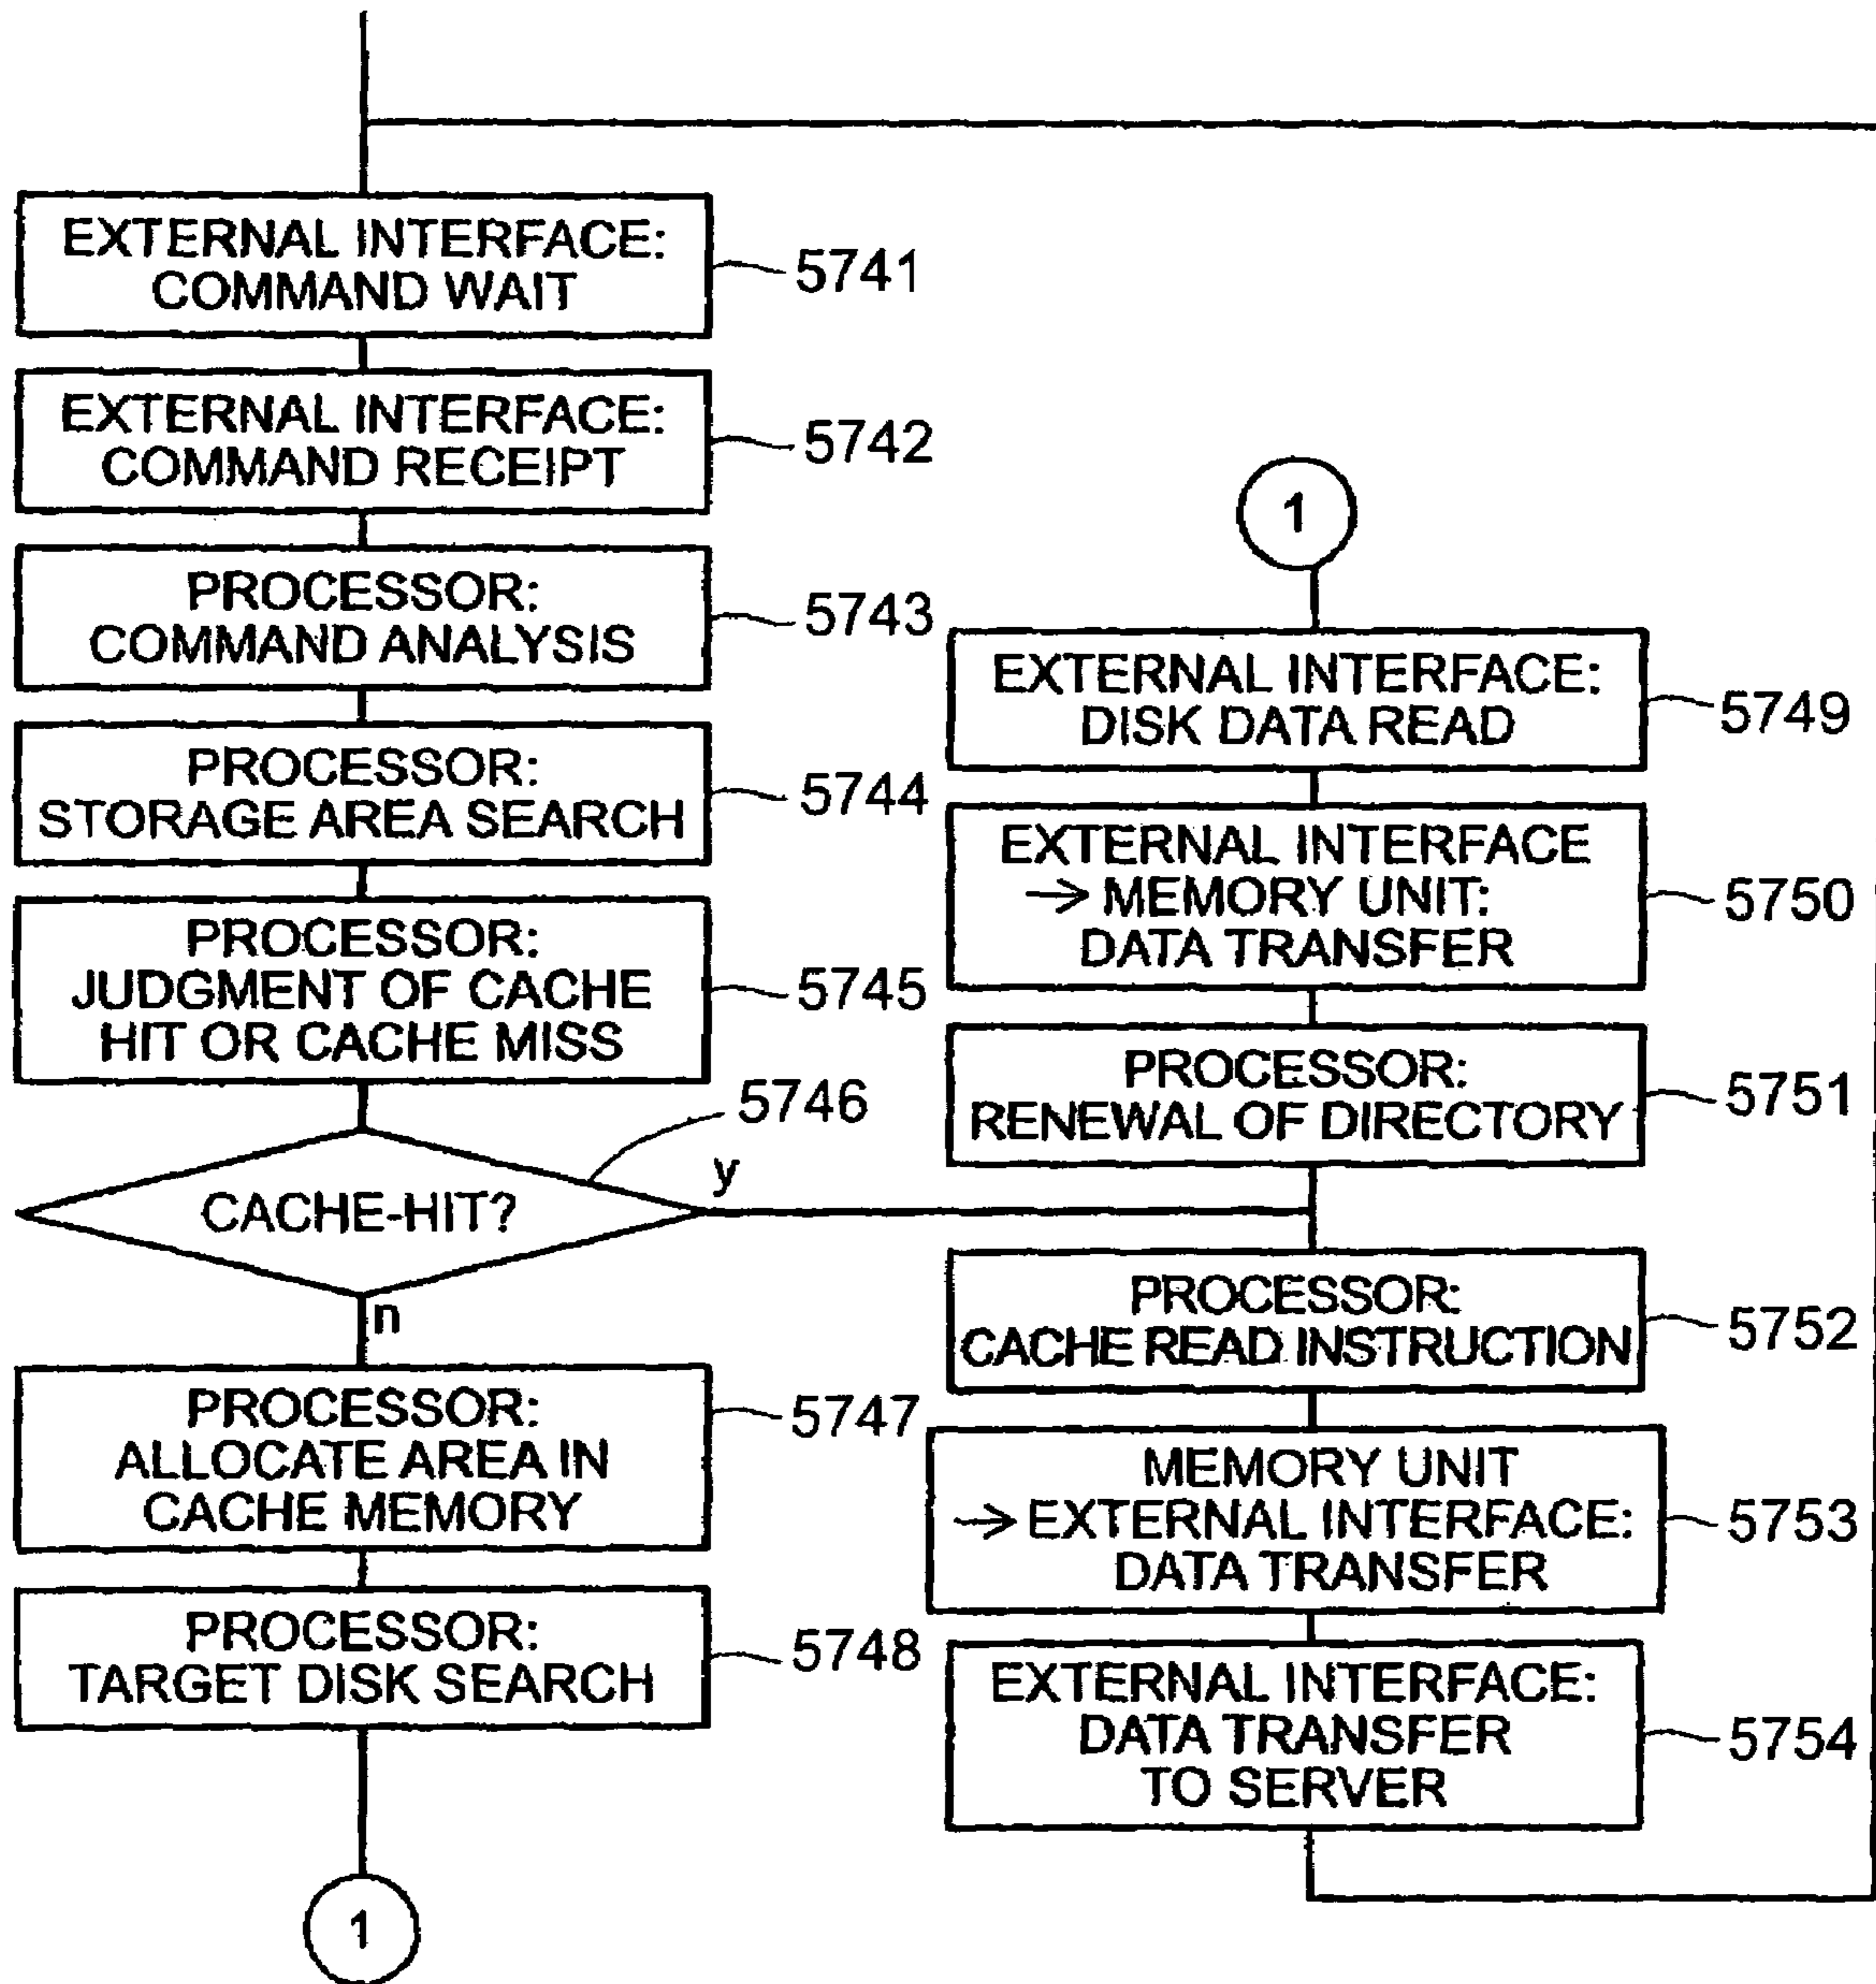 EXTERNAL INTERFACE:
COMMAND WAIT
5741
EXTERNAL INTERFACE:
COMMAND RECEIPT
5742
PROCESSOR:
COMMAND ANALYSIS
5743
PROCESSOR:
STORAGE AREA SEARCH
5744
PROCESSOR:
JUDGMENT OF CACHE
HIT OR CACHE MISS
5745
5746
CACHE-HIT?
y
n
PROCESSOR:
ALLOCATE AREA IN
CACHE MEMORY
5747
PROCESSOR:
TARGET DISK SEARCH
5748
1
1
EXTERNAL INTERFACE:
DISK DATA READ
5749
EXTERNAL INTERFACE
→ MEMORY UNIT:
DATA TRANSFER
5750
PROCESSOR:
RENEWAL OF DIRECTORY
5751
PROCESSOR:
CACHE READ INSTRUCTION
5752
MEMORY UNIT
→ EXTERNAL INTERFACE:
DATA TRANSFER
5753
EXTERNAL INTERFACE:
DATA TRANSFER
TO SERVER
5754